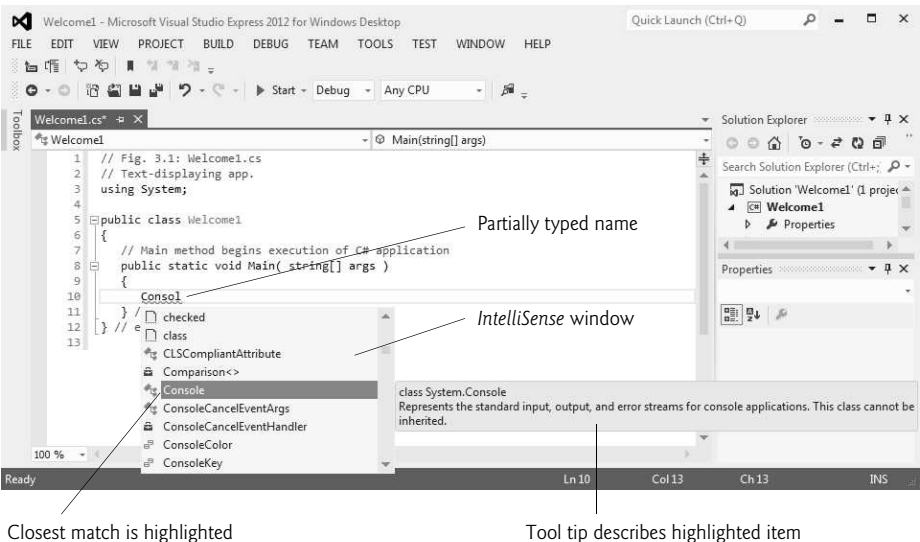 Welcome1 - Microsoft Visual Studio Express 2012 for Windows Desktop
Quick Launch (Ctrl+Q)
FILE EDIT VIEW PROJECT BUILD DEBUG TEAM TOOLS TEST WINDOW HELP
Start Debug Any CPU
Toolbox
Welcome1.cs*
Welcome1
Main(string[] args)
1 // Fig. 3.1: Welcome1.cs
2 // Text-displaying app.
3 using System;
4
5 public class Welcome1
6 {
7 // Main method begins execution of C# application
8 public static void Main( string[] args )
9 {
10 Consol
11 } /
12 } // e
13
checked
class
CLSCompliantAttribute
Comparison<>
Console
ConsoleCancelEventArgs
ConsoleCancelEventHandler
ConsoleColor
ConsoleKey
class System.Console
Represents the standard input, output, and error streams for console applications. This class cannot be
inherited.
Partially typed name
IntelliSense window
Solution Explorer
Search Solution Explorer (Ctrl+;
Solution 'Welcome1' (1 projec
C# Welcome1
Properties
Properties
100 %
Ready
Ln 10
Col 13
Ch 13
INS
Closest match is highlighted
Tool tip describes highlighted item